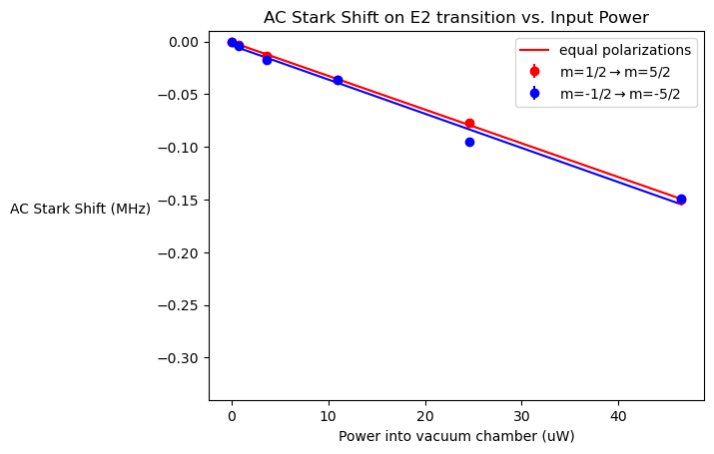 AC Stark Shift on E2 transition vs. Input Power
equal polarizations
m=1/2→m=5/2
m=-1/2→m=-5/2
AC Stark Shift (MHz)
0.00
−0.05
−0.10
−0.15
−0.20
−0.25
−0.30
0 10 20 30 40
Power into vacuum chamber (uW)